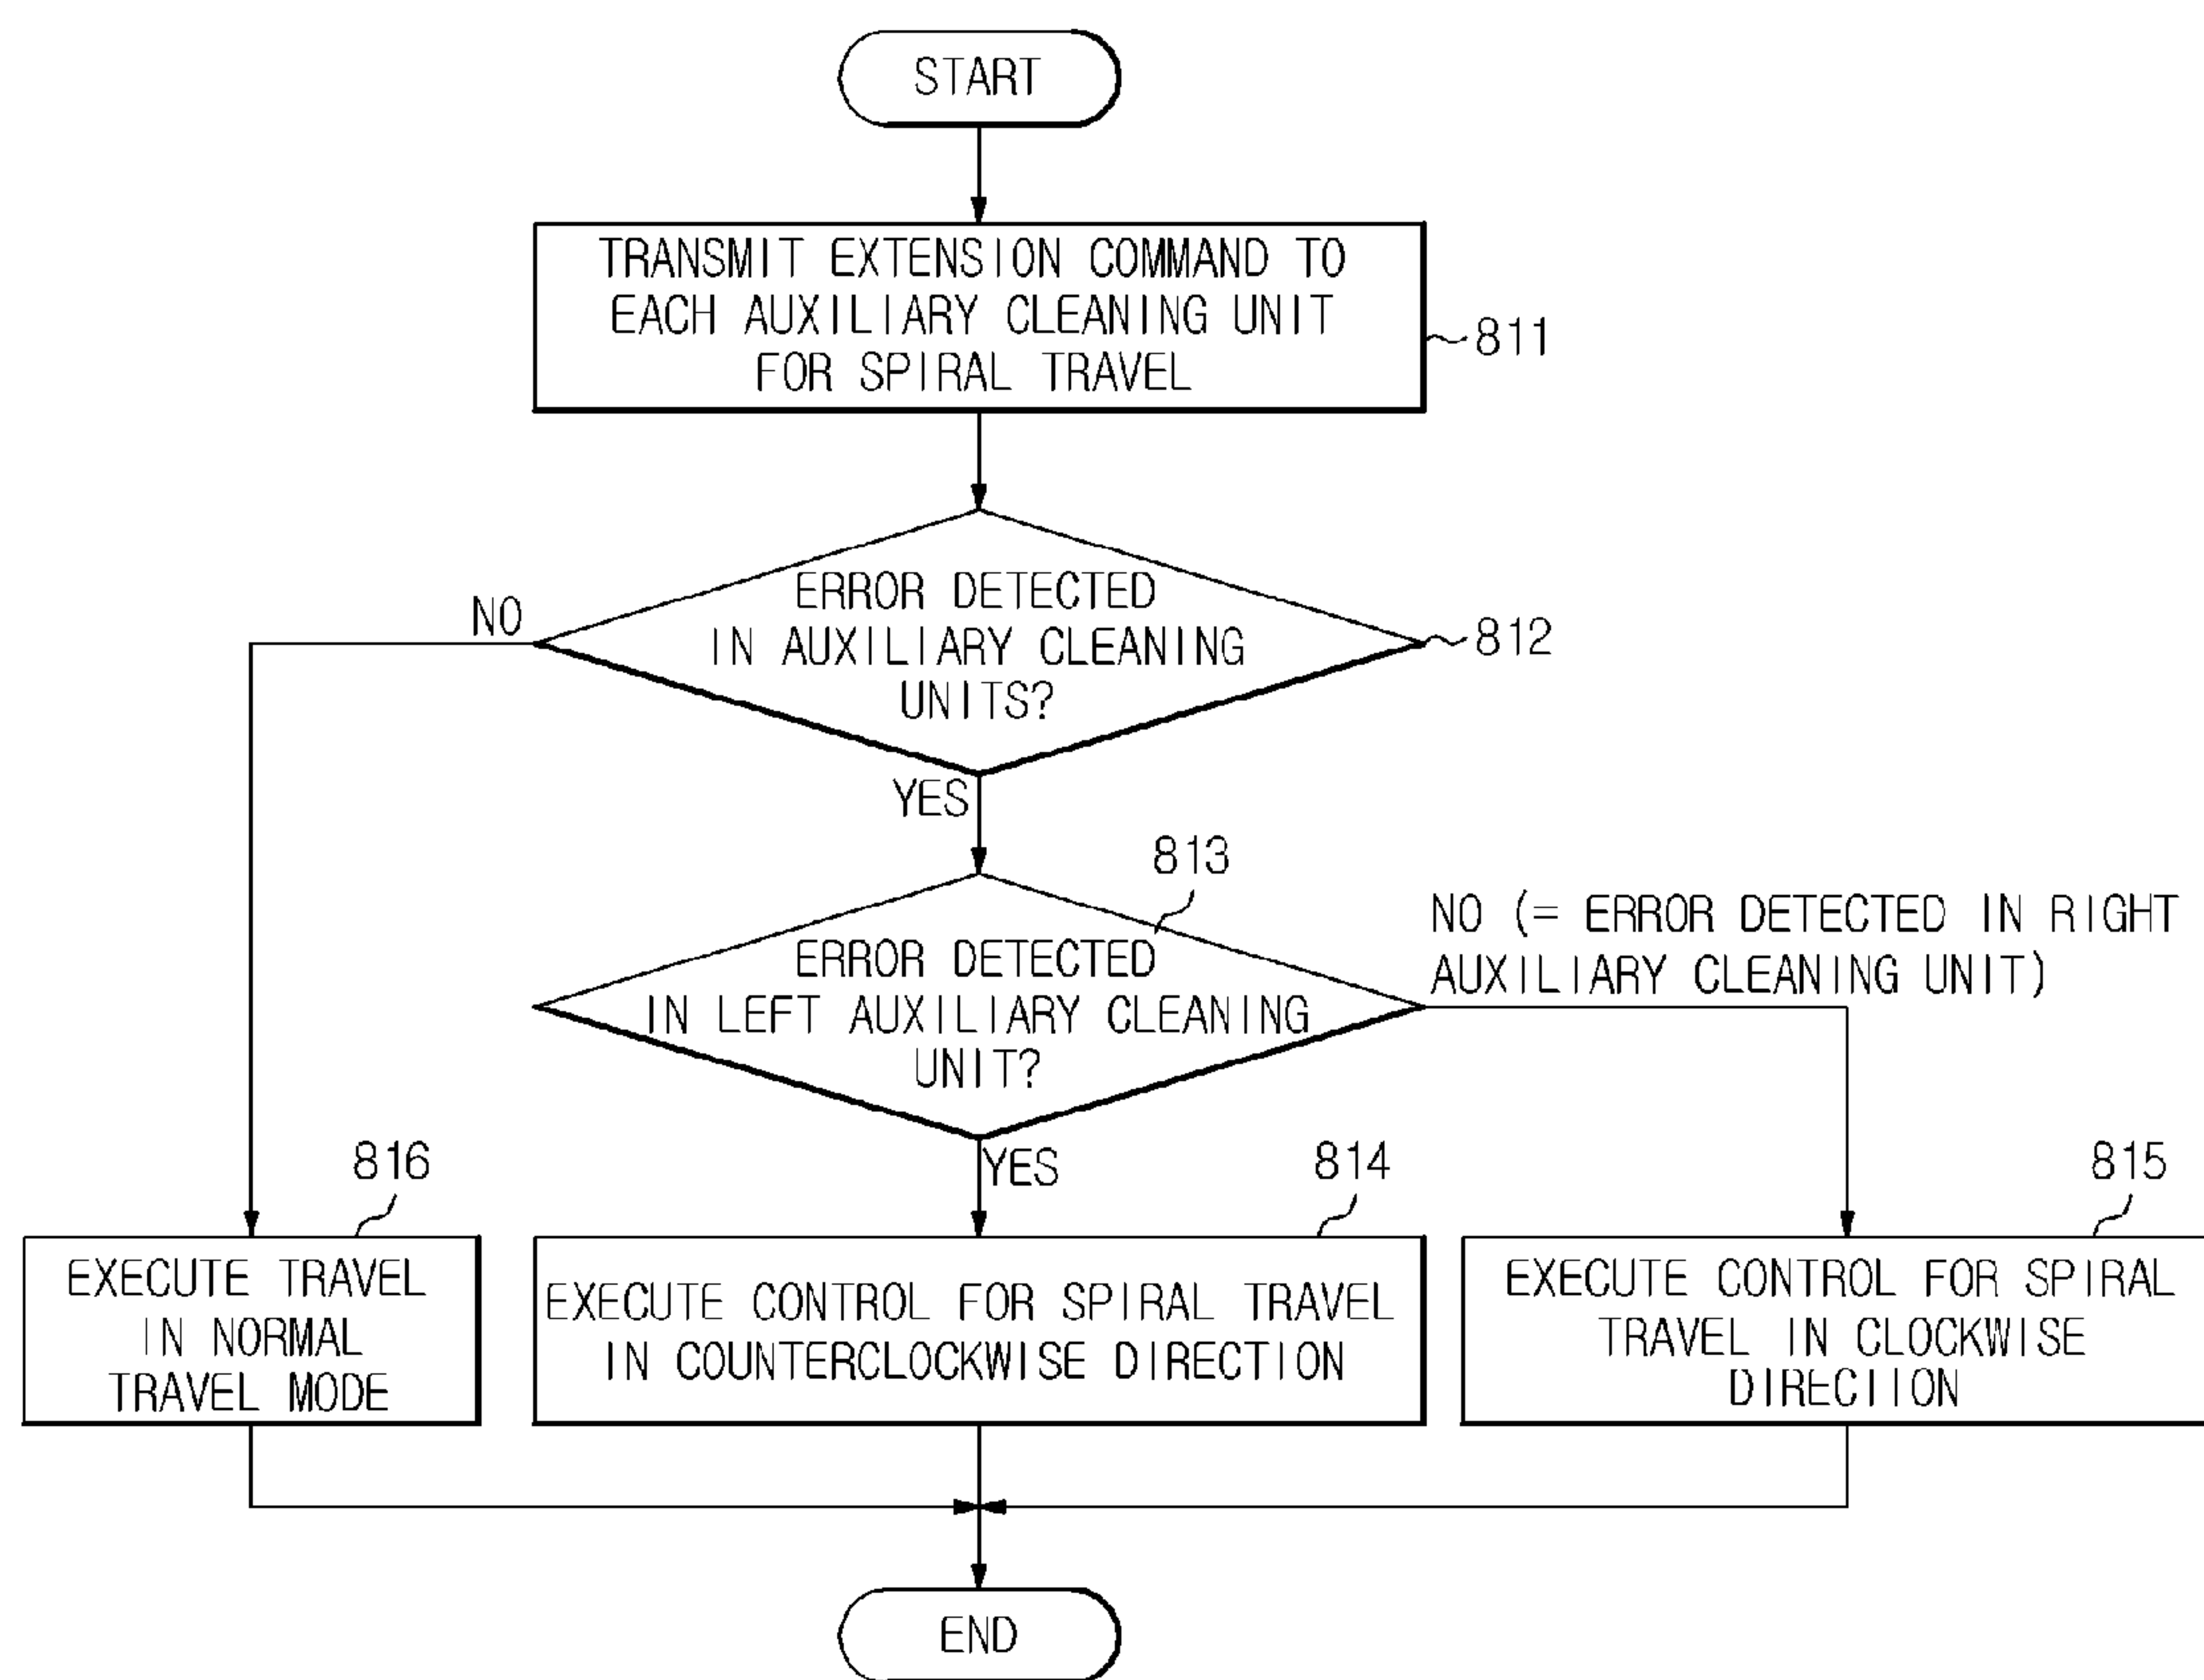 START
TRANSMIT EXTENSION COMMAND TO
EACH AUXILIARY CLEANING UNIT
FOR SPIRAL TRAVEL
811
ERROR DETECTED
IN AUXILIARY CLEANING
UNITS?
812
NO
YES
813
ERROR DETECTED
IN LEFT AUXILIARY CLEANING
UNIT?
NO (= ERROR DETECTED IN RIGHT
AUXILIARY CLEANING UNIT)
YES
816
EXECUTE TRAVEL
IN NORMAL
TRAVEL MODE
814
EXECUTE CONTROL FOR SPIRAL TRAVEL
IN COUNTERCLOCKWISE DIRECTION
815
EXECUTE CONTROL FOR SPIRAL
TRAVEL IN CLOCKWISE
DIRECIION
END